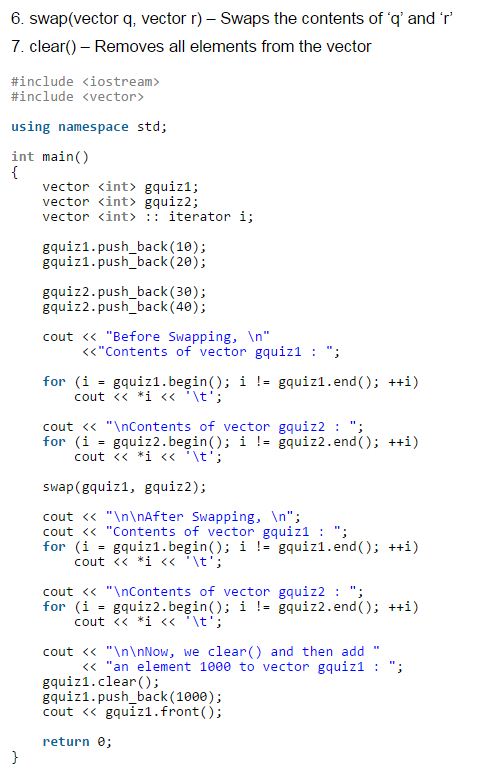 6. swap(vector q, vector r) – Swaps the contents of ‘q’ and ‘r’
7. clear() – Removes all elements from the vector
#include <iostream>
#include <vector>
using namespace std;
int main()
{
    vector <int> gquiz1;
    vector <int> gquiz2;
    vector <int> :: iterator i;
    gquiz1.push_back(10);
    gquiz1.push_back(20);
    gquiz2.push_back(30);
    gquiz2.push_back(40);
    cout << "Before Swapping, \n"
         <<"Contents of vector gquiz1 : ";
    for (i = gquiz1.begin(); i != gquiz1.end(); ++i)
        cout << *i << '\t';
    cout << "\nContents of vector gquiz2 : ";
    for (i = gquiz2.begin(); i != gquiz2.end(); ++i)
        cout << *i << '\t';
    swap(gquiz1, gquiz2);
    cout << "\n\nAfter Swapping, \n";
    cout << "Contents of vector gquiz1 : ";
    for (i = gquiz1.begin(); i != gquiz1.end(); ++i)
        cout << *i << '\t';
    cout << "\nContents of vector gquiz2 : ";
    for (i = gquiz2.begin(); i != gquiz2.end(); ++i)
        cout << *i << '\t';
    cout << "\n\nNow, we clear() and then add "
         << "an element 1000 to vector gquiz1 : ";
    gquiz1.clear();
    gquiz1.push_back(1000);
    cout << gquiz1.front();
    return 0;
}